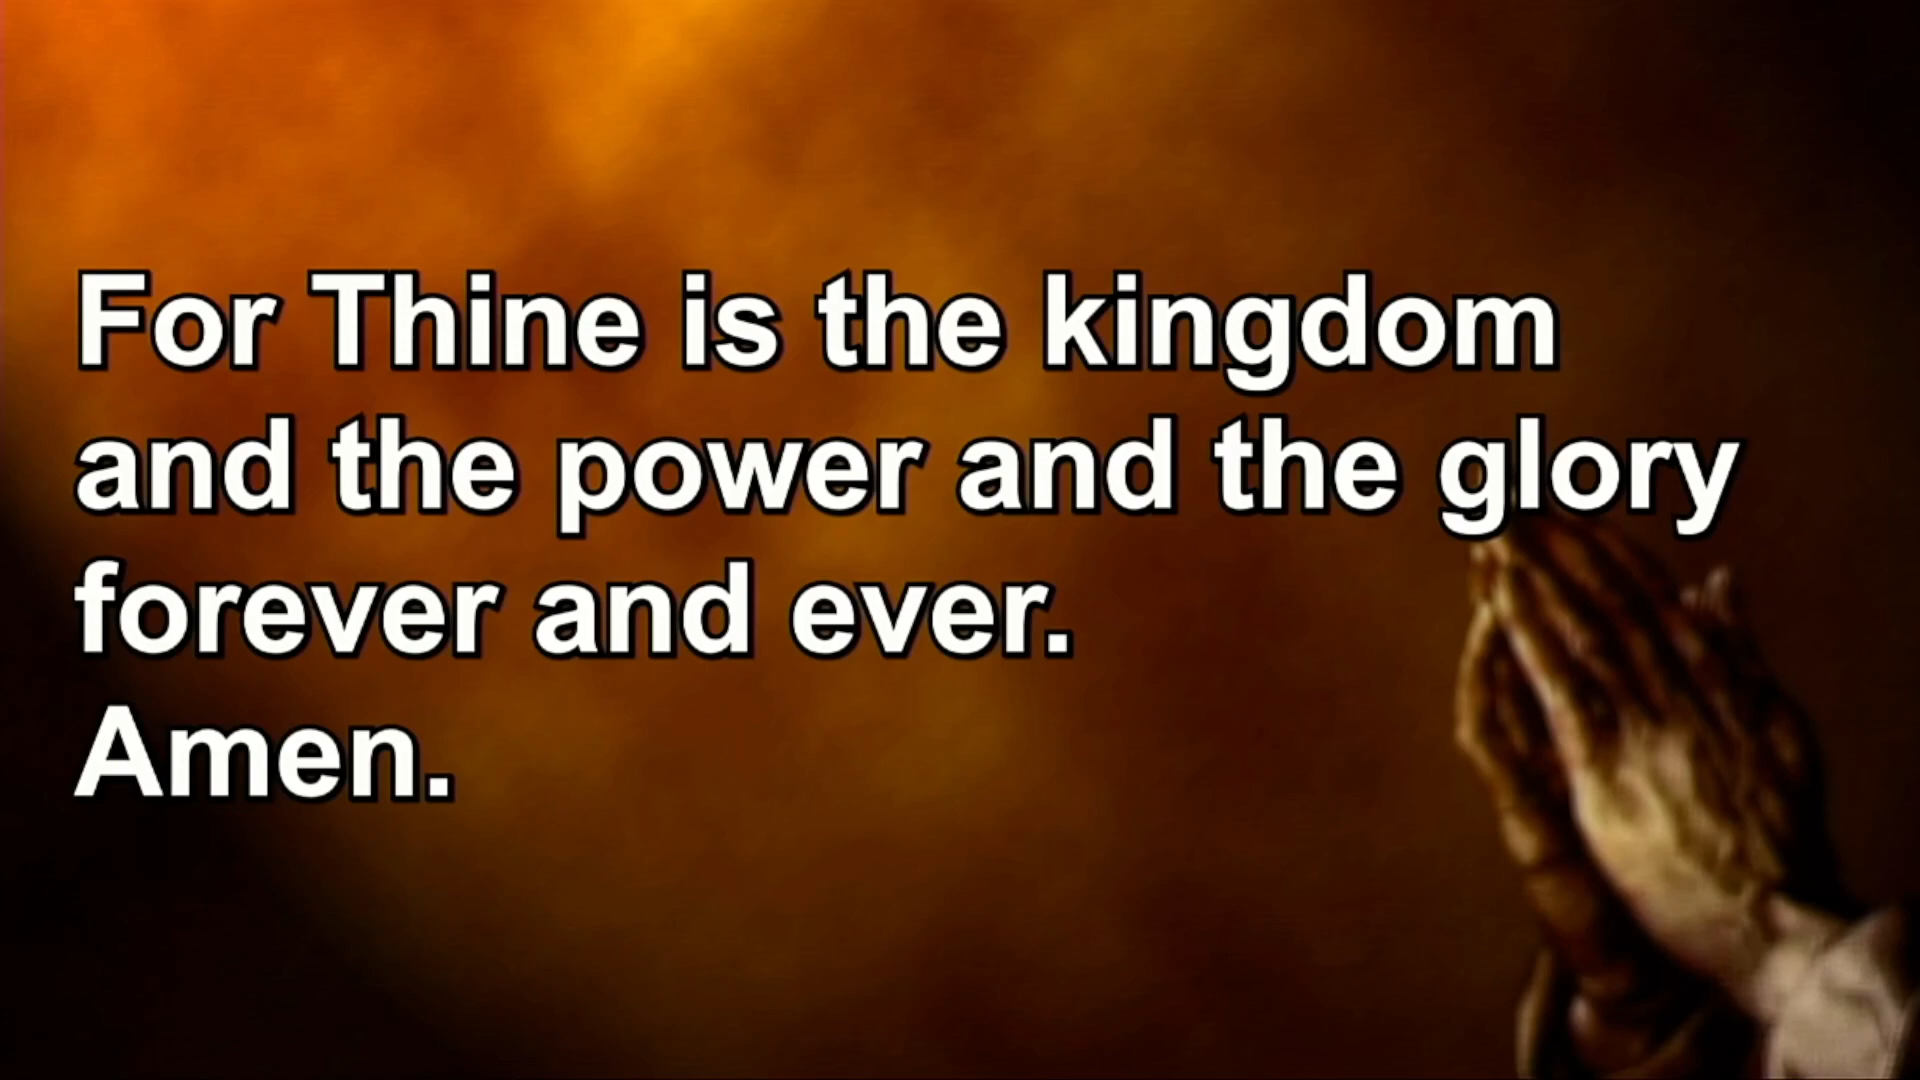 For Thine is the kingdom
and the power and the glory
forever and ever.
Amen.